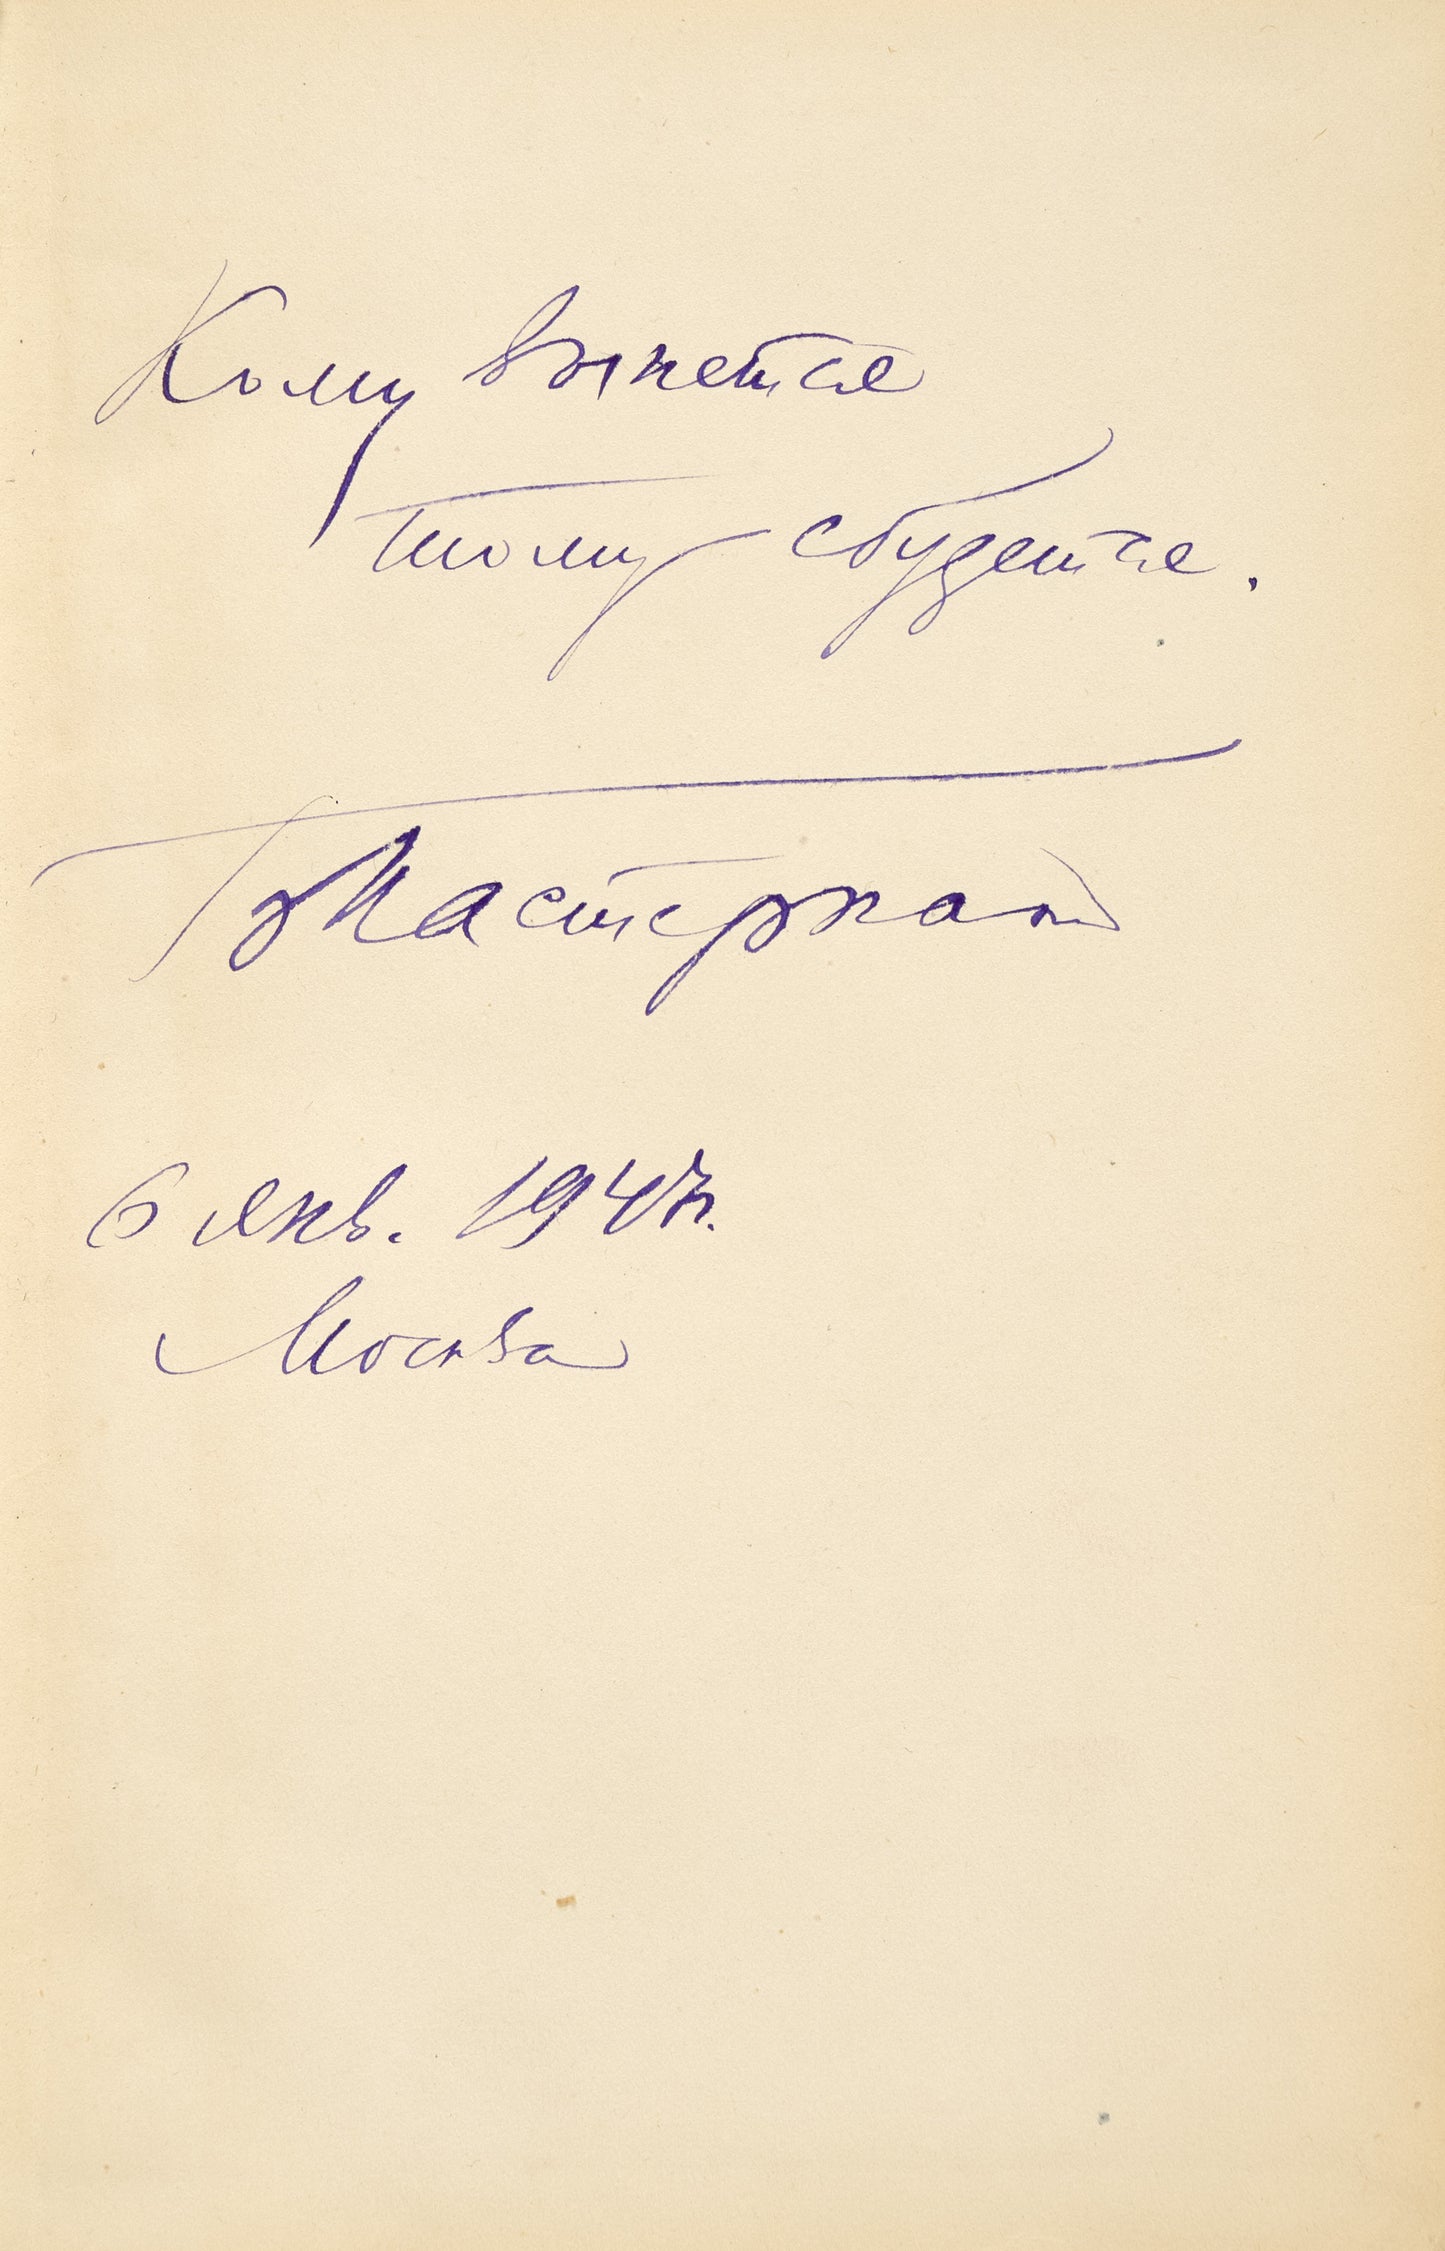 Кому вынется
тому сбудется.
Б Пастернак
6 янв. 1947.
Москва